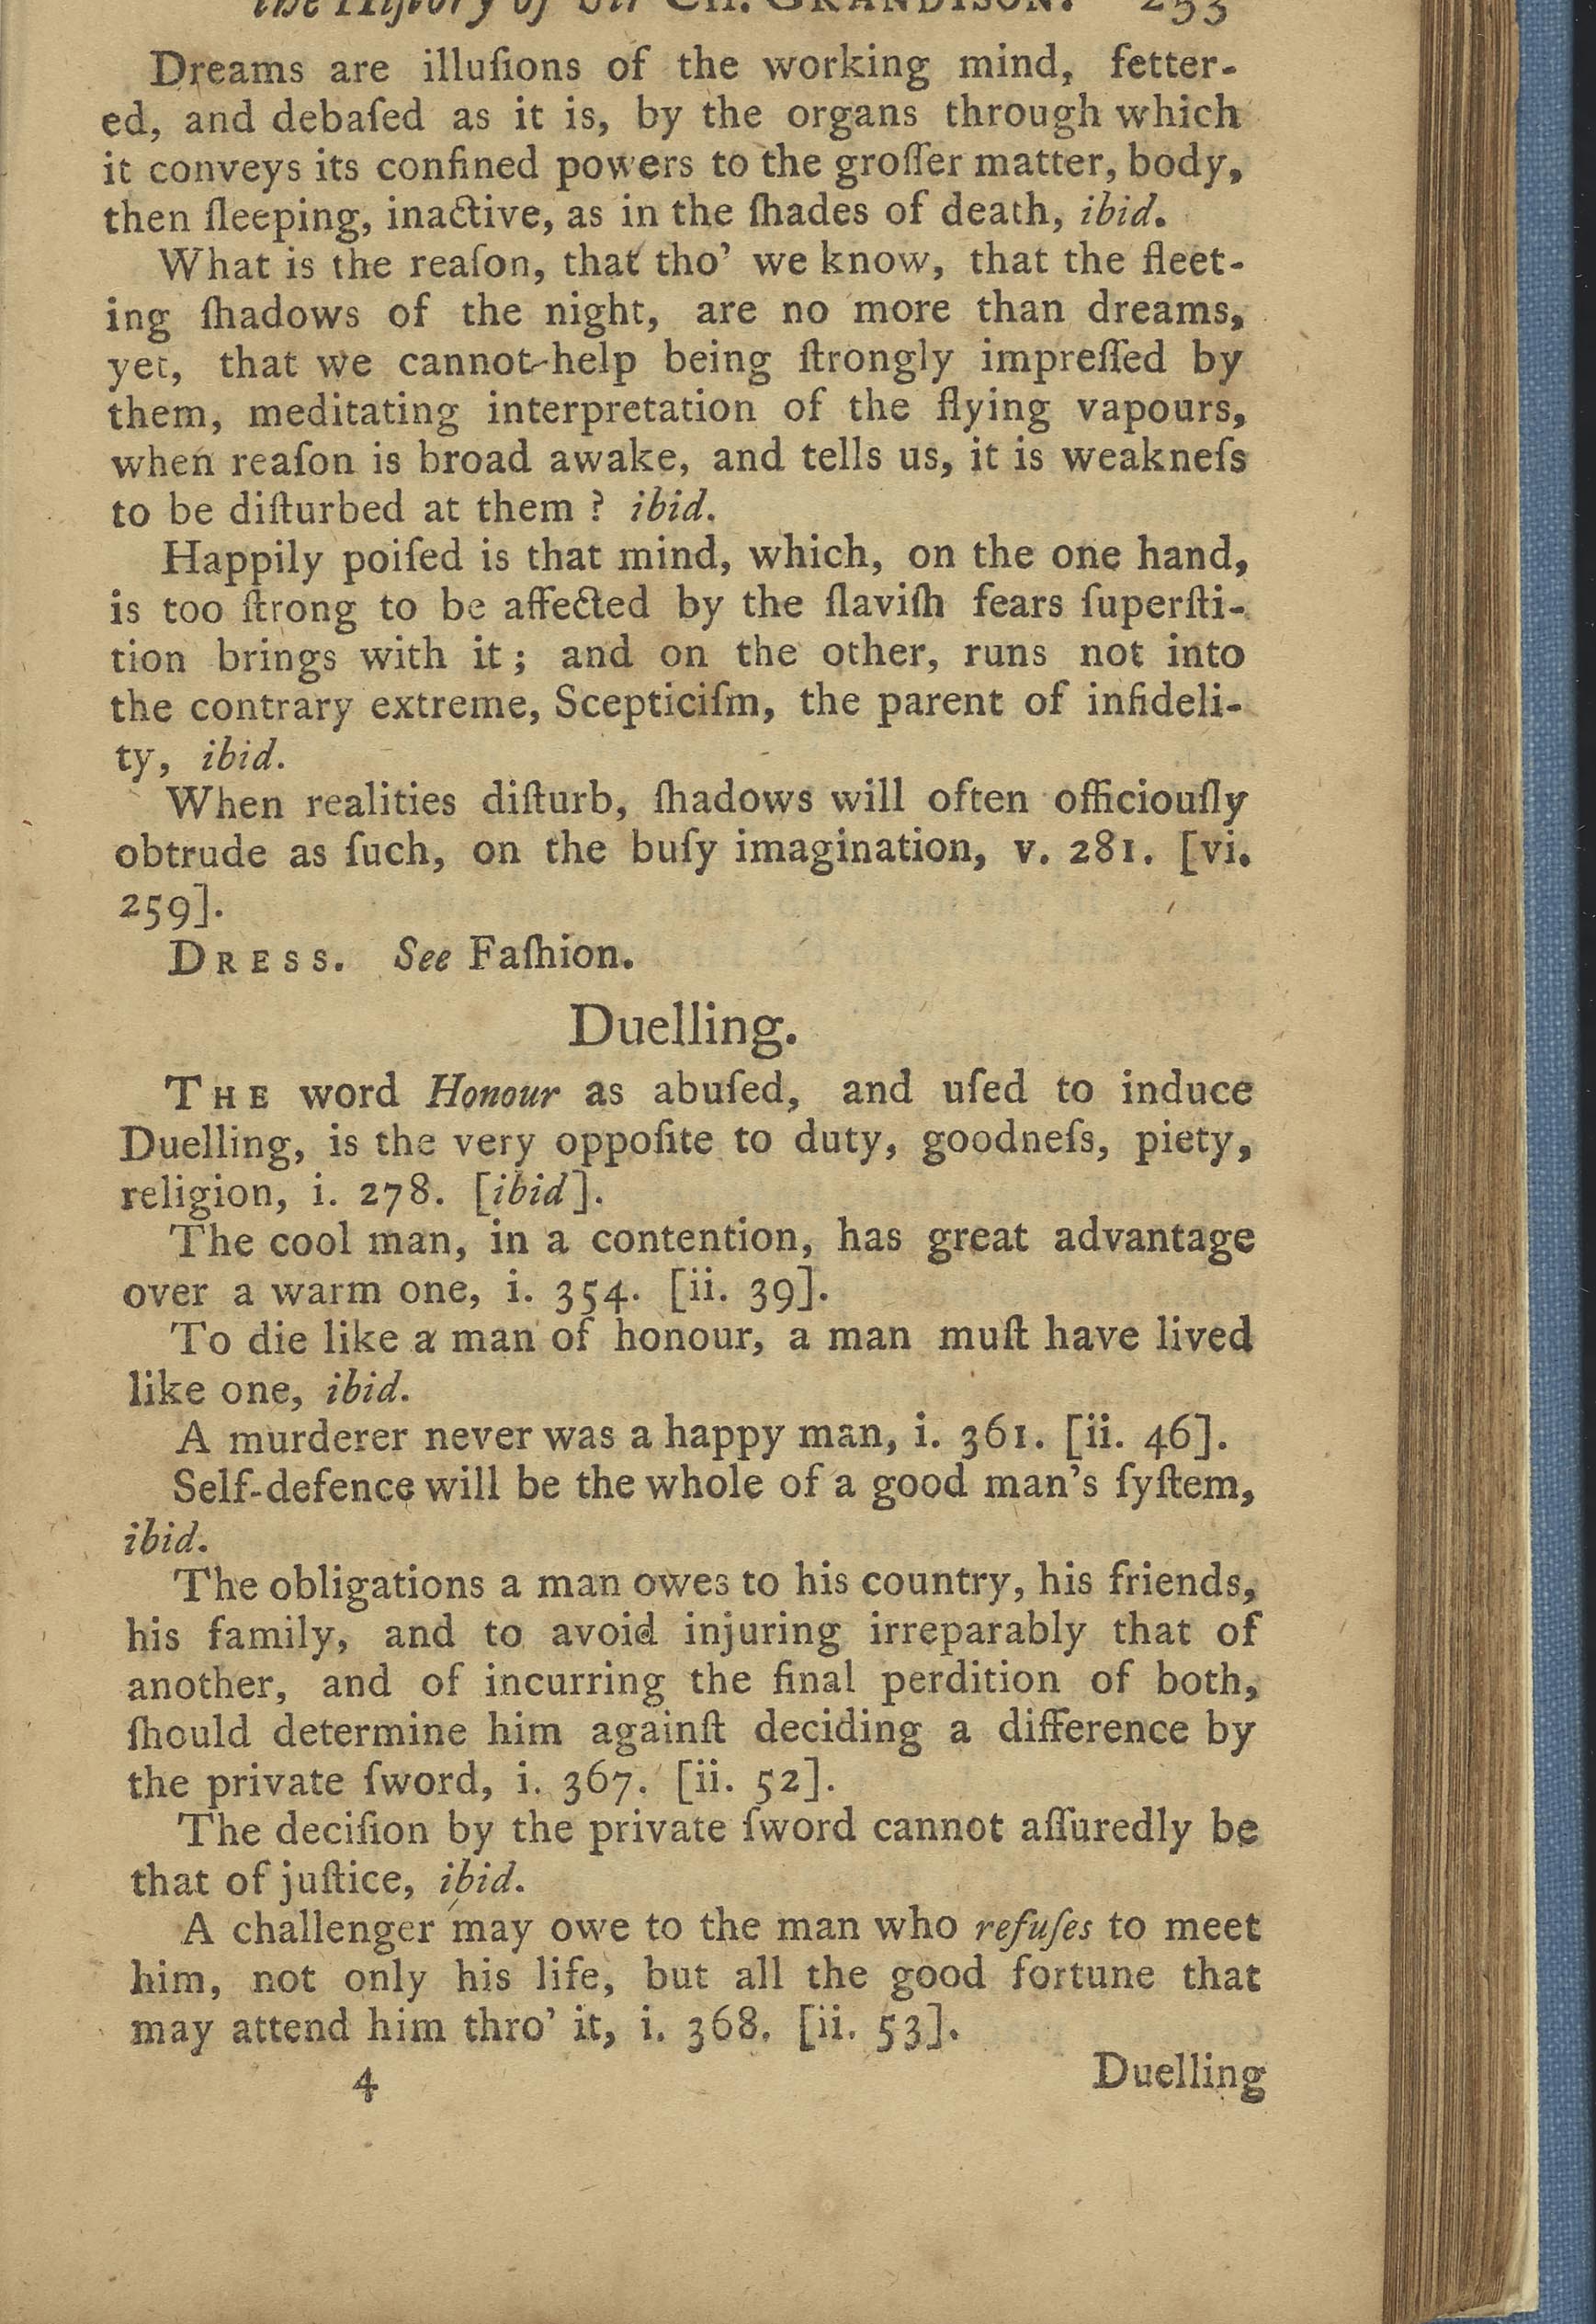 the Hiſtory of Sir CH. GRANDISON. 253
Dreams are illuſions of the working mind, fetter-
ed, and debaſed as it is, by the organs through which
it conveys its confined powers to the groſſer matter, body,
then ſleeping, inactive, as in the ſhades of death, ibid.
What is the reaſon, that tho' we know, that the fleet-
ing ſhadows of the night, are no more than dreams,
yet, that we cannot help being ſtrongly impreſſed by
them, meditating interpretation of the flying vapours,
when reaſon is broad awake, and tells us, it is weakneſs
to be diſturbed at them ? ibid.
Happily poiſed is that mind, which, on the one hand,
is too ſtrong to be affected by the ſlaviſh fears ſuperſti-
tion brings with it ; and on the other, runs not into
the contrary extreme, Scepticiſm, the parent of infideli-
ty, ibid.
When realities diſturb, ſhadows will often officiouſly
obtrude as ſuch, on the buſy imagination, v. 281. [vi.
259].
DRESS. See Faſhion.
Duelling.
THE word Honour as abuſed, and uſed to induce
Duelling, is the very oppoſite to duty, goodneſs, piety,
religion, i. 278. [ibid].
The cool man, in a contention, has great advantage
over a warm one, i. 354. [ii. 39].
To die like a man of honour, a man muſt have lived
like one, ibid.
A murderer never was a happy man, i. 361. [ii. 46].
Self-defence will be the whole of a good man's ſyſtem,
ibid.
The obligations a man owes to his country, his friends,
his family, and to avoid injuring irreparably that of
another, and of incurring the final perdition of both,
ſhould determine him againſt deciding a difference by
the private ſword, i. 367. [ii. 52].
The deciſion by the private ſword cannot aſſuredly be
that of juſtice, ibid.
A challenger may owe to the man who refuſes to meet
him, not only his life, but all the good fortune that
may attend him thro' it, i. 368. [ii. 53].
4 Duelling